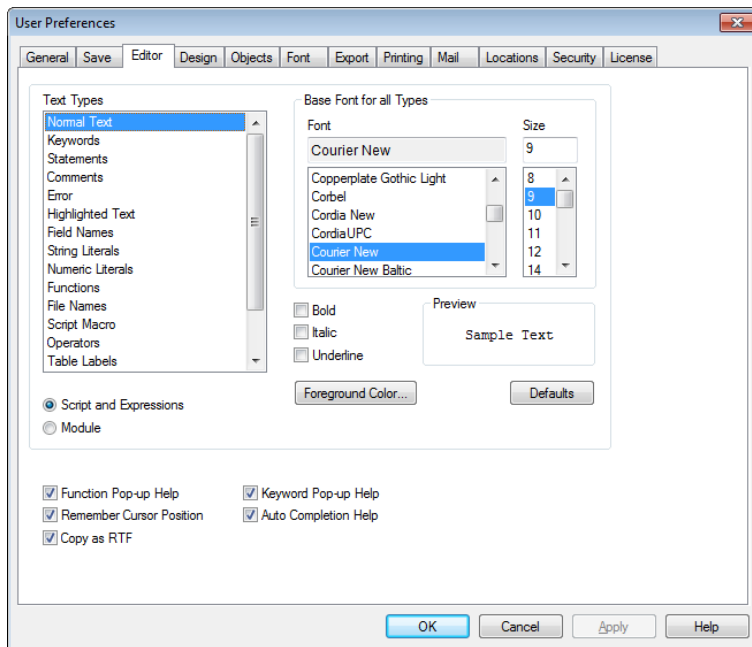 User Preferences
General Save Editor Design Objects Font Export Printing Mail Locations Security License
Text Types
Normal Text
Keywords
Statements
Comments
Error
Highlighted Text
Field Names
String Literals
Numeric Literals
Functions
File Names
Script Macro
Operators
Table Labels
Script and Expressions
Module
Base Font for all Types
Font
Courier New
Copperplate Gothic Light
Corbel
Cordia New
CordiaUPC
Courier New
Courier New Baltic
Size
9
8
9
10
11
12
14
Bold
Italic
Underline
Preview
Sample Text
Foreground Color...
Defaults
Function Pop-up Help
Keyword Pop-up Help
Remember Cursor Position
Auto Completion Help
Copy as RTF
OK Cancel Apply Help